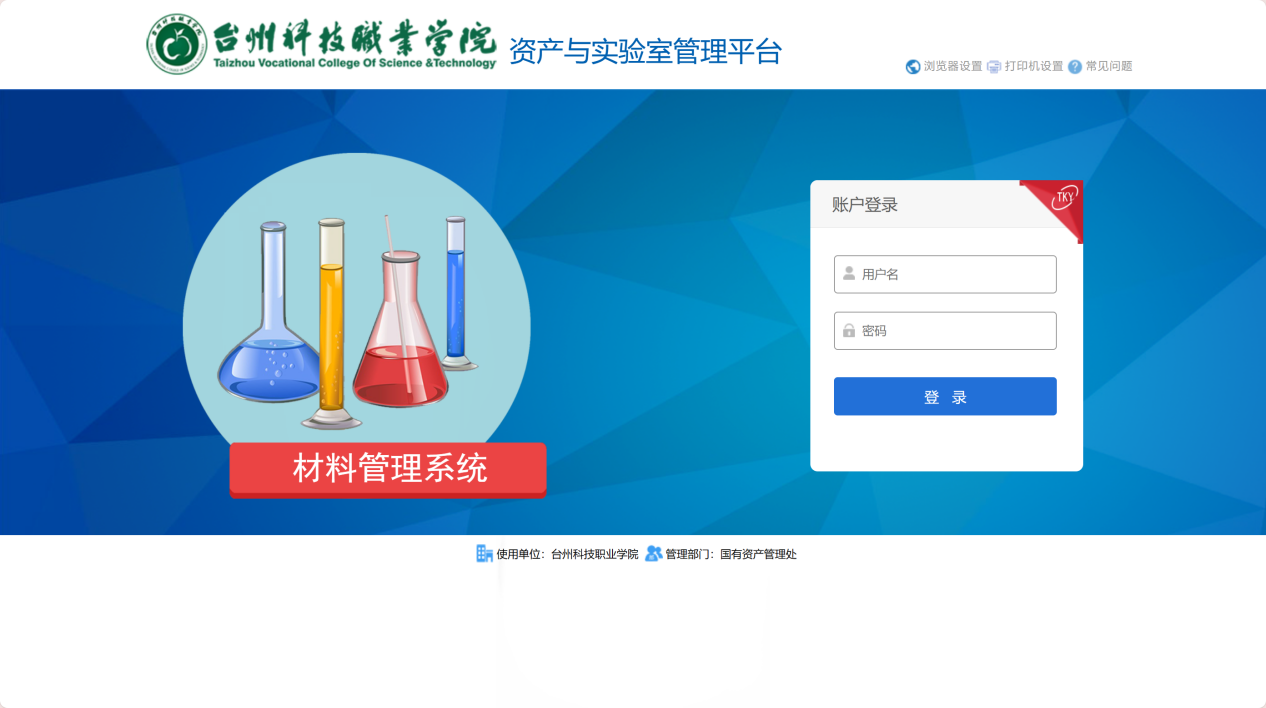 台州科技職業学院
Taizhou Vocational College Of Science &Technology
资产与实验室管理平台
浏览器设置 打印机设置 ? 常见问题
账户登录
TKY
用户名
密码
登 录
材料管理系统
使用单位：台州科技职业学院 管理部门：国有资产管理处